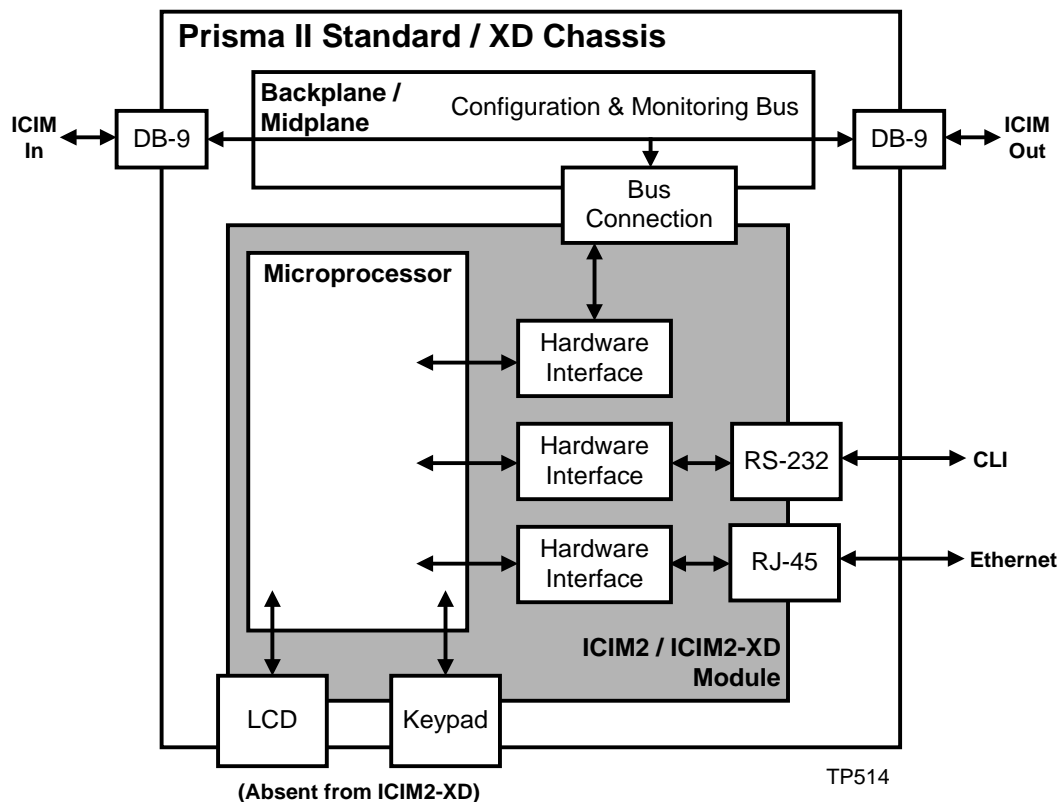 Prisma II Standard / XD Chassis
Backplane /
Midplane
Configuration & Monitoring Bus
ICIM
In
DB-9
DB-9
ICIM
Out
Bus
Connection
Microprocessor
Hardware
Interface
Hardware
Interface
RS-232
CLI
Hardware
Interface
RJ-45
Ethernet
ICIM2 / ICIM2-XD
Module
LCD
Keypad
(Absent from ICIM2-XD)
TP514